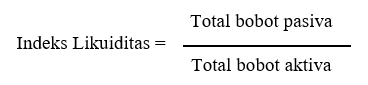 Total bobot pasiva
Indeks Likuiditas =
Total bobot aktiva